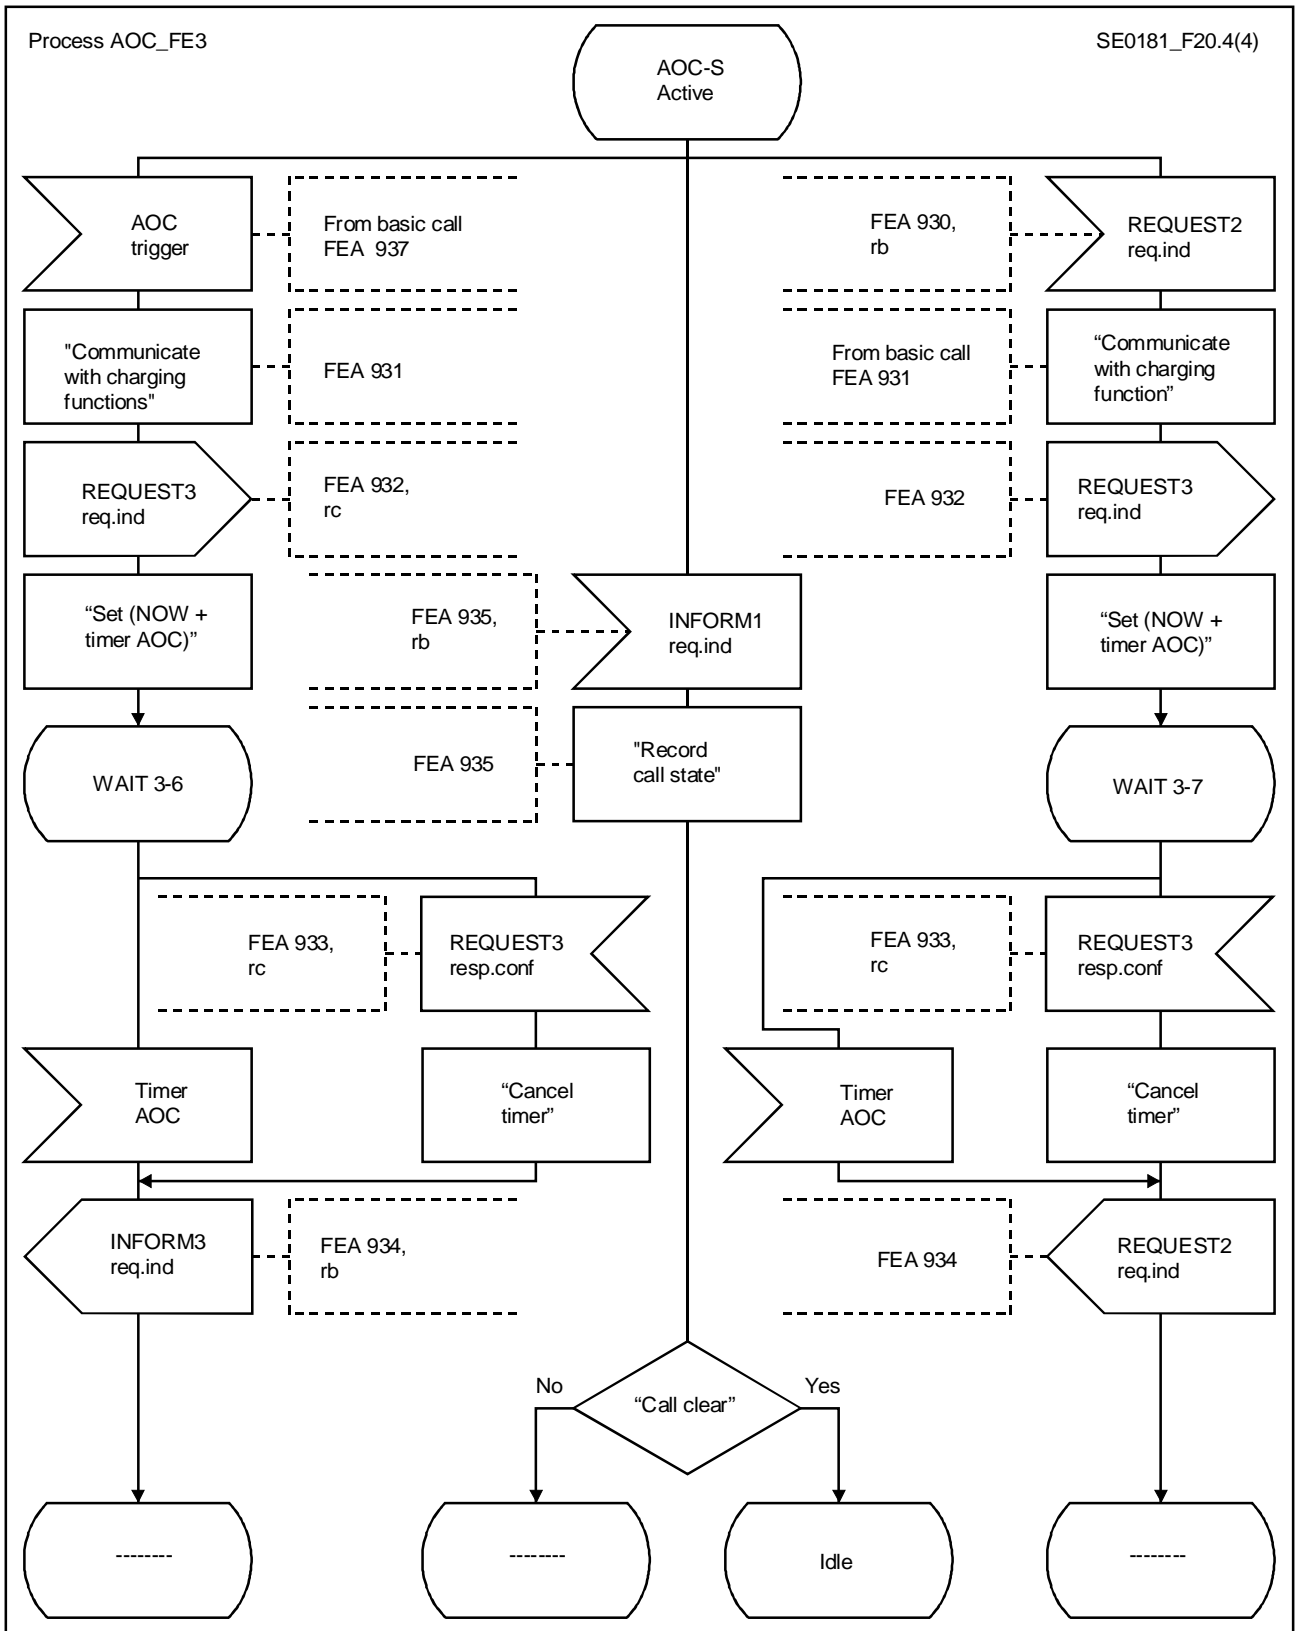 Process AOC_FE3
SE0181_F20.4(4)
AOC-S
Active
AOC
trigger
From basic call
FEA 937
FEA 930,
rb
REQUEST2
req.ind
"Communicate
with charging
functions"
FEA 931
From basic call
FEA 931
“Communicate
with charging
function”
REQUEST3
req.ind
FEA 932,
rc
FEA 932
REQUEST3
req.ind
“Set (NOW +
timer AOC)”
FEA 935,
rb
INFORM1
req.ind
“Set (NOW +
timer AOC)”
WAIT 3-6
FEA 935
"Record
call state"
WAIT 3-7
FEA 933,
rc
REQUEST3
resp.conf
FEA 933,
rc
REQUEST3
resp.conf
Timer
AOC
“Cancel
timer”
Timer
AOC
“Cancel
timer”
INFORM3
req.ind
FEA 934,
rb
FEA 934
REQUEST2
req.ind
No
“Call clear”
Yes
--------
--------
Idle
--------